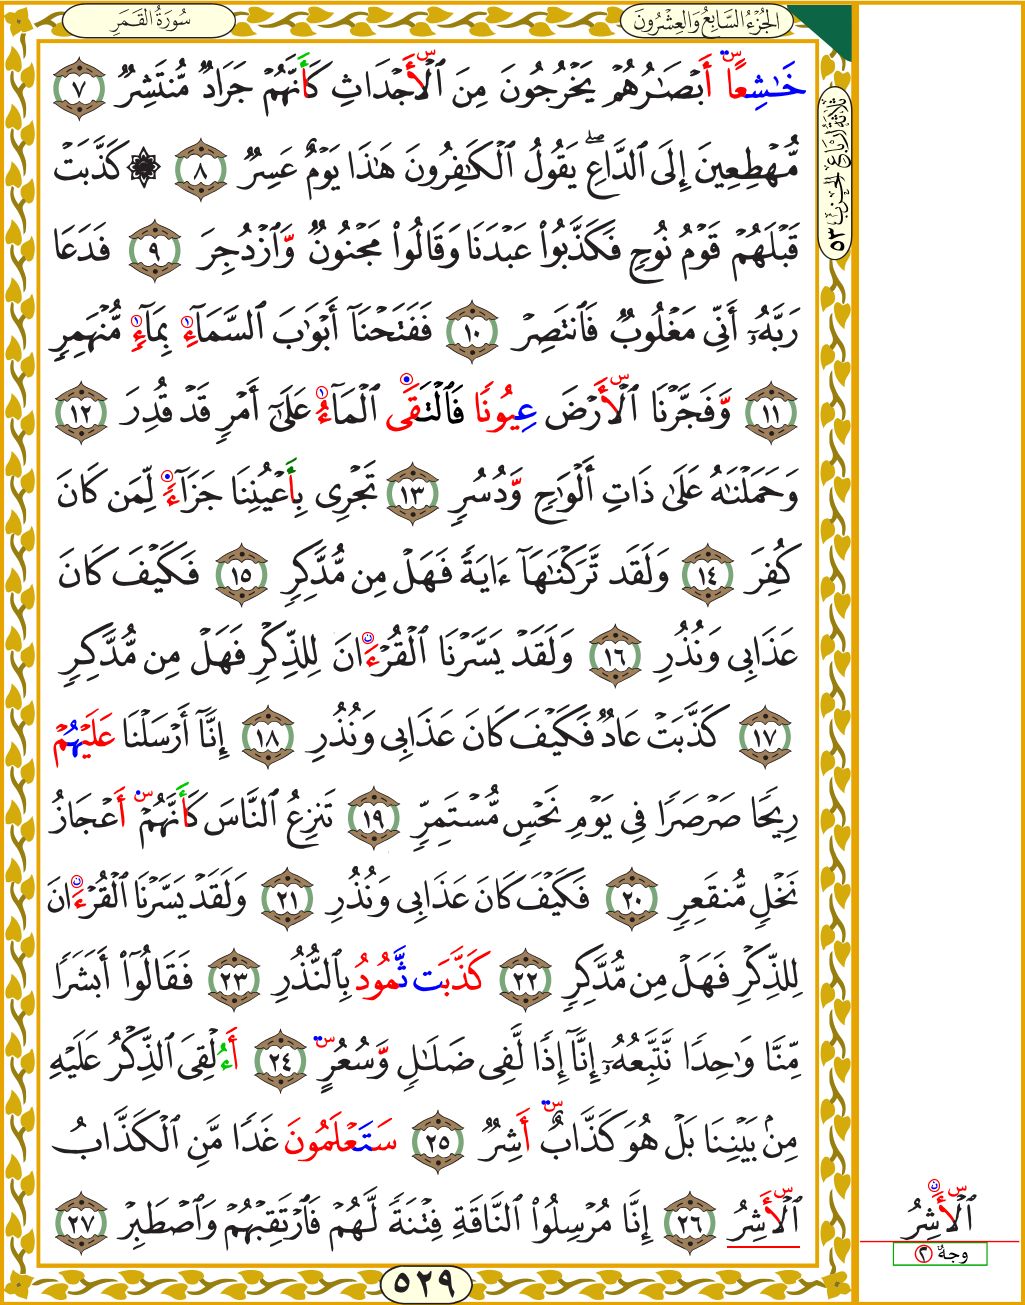 سُورَةُ القَمَرِ
الجُزْءُ السَّابِعُ وَالعِشْرُونَ
ثَلَاثَةُ أَرْبَاعِ الحِزْبِ ٥٣
خَٰشِعًا أَبۡصَٰرُهُمۡ يَخۡرُجُونَ مِنَ ٱلۡأَجۡدَاثِ كَأَنَّهُمۡ جَرَادٞ مُّنتَشِرٞ ٧
مُّهۡطِعِينَ إِلَى ٱلدَّاعِۖ يَقُولُ ٱلۡكَٰفِرُونَ هَٰذَا يَوۡمٌ عَسِرٞ ٨ ۞ كَذَّبَتۡ
قَبۡلَهُمۡ قَوۡمُ نُوحٖ فَكَذَّبُواْ عَبۡدَنَا وَقَالُواْ مَجۡنُونٞ وَّٱزۡدُجِرَ ٩ فَدَعَا
رَبَّهُۥٓ أَنِّي مَغۡلُوبٞ فَٱنتَصِرۡ ١٠ فَفَتَحۡنَآ أَبۡوَٰبَ ٱلسَّمَآءِ بِمَآءٖ مُّنۡهَمِرٖ
١١ وَّفَجَّرۡنَا ٱلۡأَرۡضَ عِيُونٗا فَٱلۡتَقَى ٱلۡمَآءُ عَلَىٰٓ أَمۡرٖ قَدۡ قُدِرَ ١٢
وَحَمَلۡنَٰهُ عَلَىٰ ذَاتِ أَلۡوَٰحٖ وَّدُسُرٖ ١٣ تَجۡرِي بِأَعۡيُنِنَا جَزَآءٗ لِّمَن كَانَ
كُفِرَ ١٤ وَلَقَد تَّرَكۡنَٰهَآ ءَايَةٗ فَهَلۡ مِن مُّدَّكِرٖ ١٥ فَكَيۡفَ كَانَ
عَذَابِي وَنُذُرِ ١٦ وَلَقَدۡ يَسَّرۡنَا ٱلۡقُرۡءَانَ لِلذِّكۡرِ فَهَلۡ مِن مُّدَّكِرٖ
١٧ كَذَّبَتۡ عَادٞ فَكَيۡفَ كَانَ عَذَابِي وَنُذُرِ ١٨ إِنَّآ أَرۡسَلۡنَا عَلَيۡهُمۡ
رِيحٗا صَرۡصَرٗا فِي يَوۡمِ نَحۡسٖ مُّسۡتَمِرّٖ ١٩ تَنزِعُ ٱلنَّاسَ كَأَنَّهُمۡ أَعۡجَازُ
نَخۡلٖ مُّنقَعِرٖ ٢٠ فَكَيۡفَ كَانَ عَذَابِي وَنُذُرِ ٢١ وَلَقَدۡ يَسَّرۡنَا ٱلۡقُرۡءَانَ
لِلذِّكۡرِ فَهَلۡ مِن مُّدَّكِرٖ ٢٢ كَذَّبَت ثَّمُودُ بِٱلنُّذُرِ ٢٣ فَقَالُوٓاْ أَبَشَرٗا
مِّنَّا وَٰحِدٗا نَّتَّبِعُهُۥٓ إِنَّآ إِذٗا لَّفِي ضَلَٰلٖ وَّسُعُرٍ ٢٤ أَءُلۡقِيَ ٱلذِّكۡرُ عَلَيۡهِ
مِنۢ بَيۡنِنَا بَلۡ هُوَ كَذَّابٌ أَشِرٞ ٢٥ سَتَعۡلَمُونَ غَدٗا مَّنِ ٱلۡكَذَّابُ
ٱلۡأَشِرُ ٢٦ إِنَّا مُرۡسِلُواْ ٱلنَّاقَةِ فِتۡنَةٗ لَّهُمۡ فَٱرۡتَقِبۡهُمۡ وَٱصۡطَبِرۡ ٢٧
ٱلۡأَشِرُ
وجهٌ ٢
٥٢٩